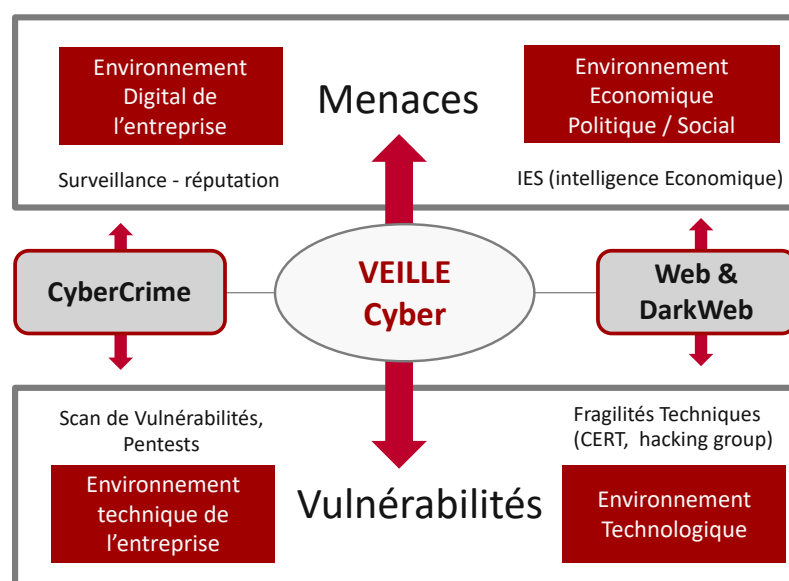 Environnement
Digital de
l'entreprise
Menaces
Environnement
Economique
Politique / Social
Surveillance - réputation
IES (intelligence Economique)
CyberCrime
VEILLE
Cyber
Web &
DarkWeb
Scan de Vulnérabilités,
Pentests
Fragilités Techniques
(CERT, hacking group)
Environnement
technique de
l'entreprise
Vulnérabilités
Environnement
Technologique